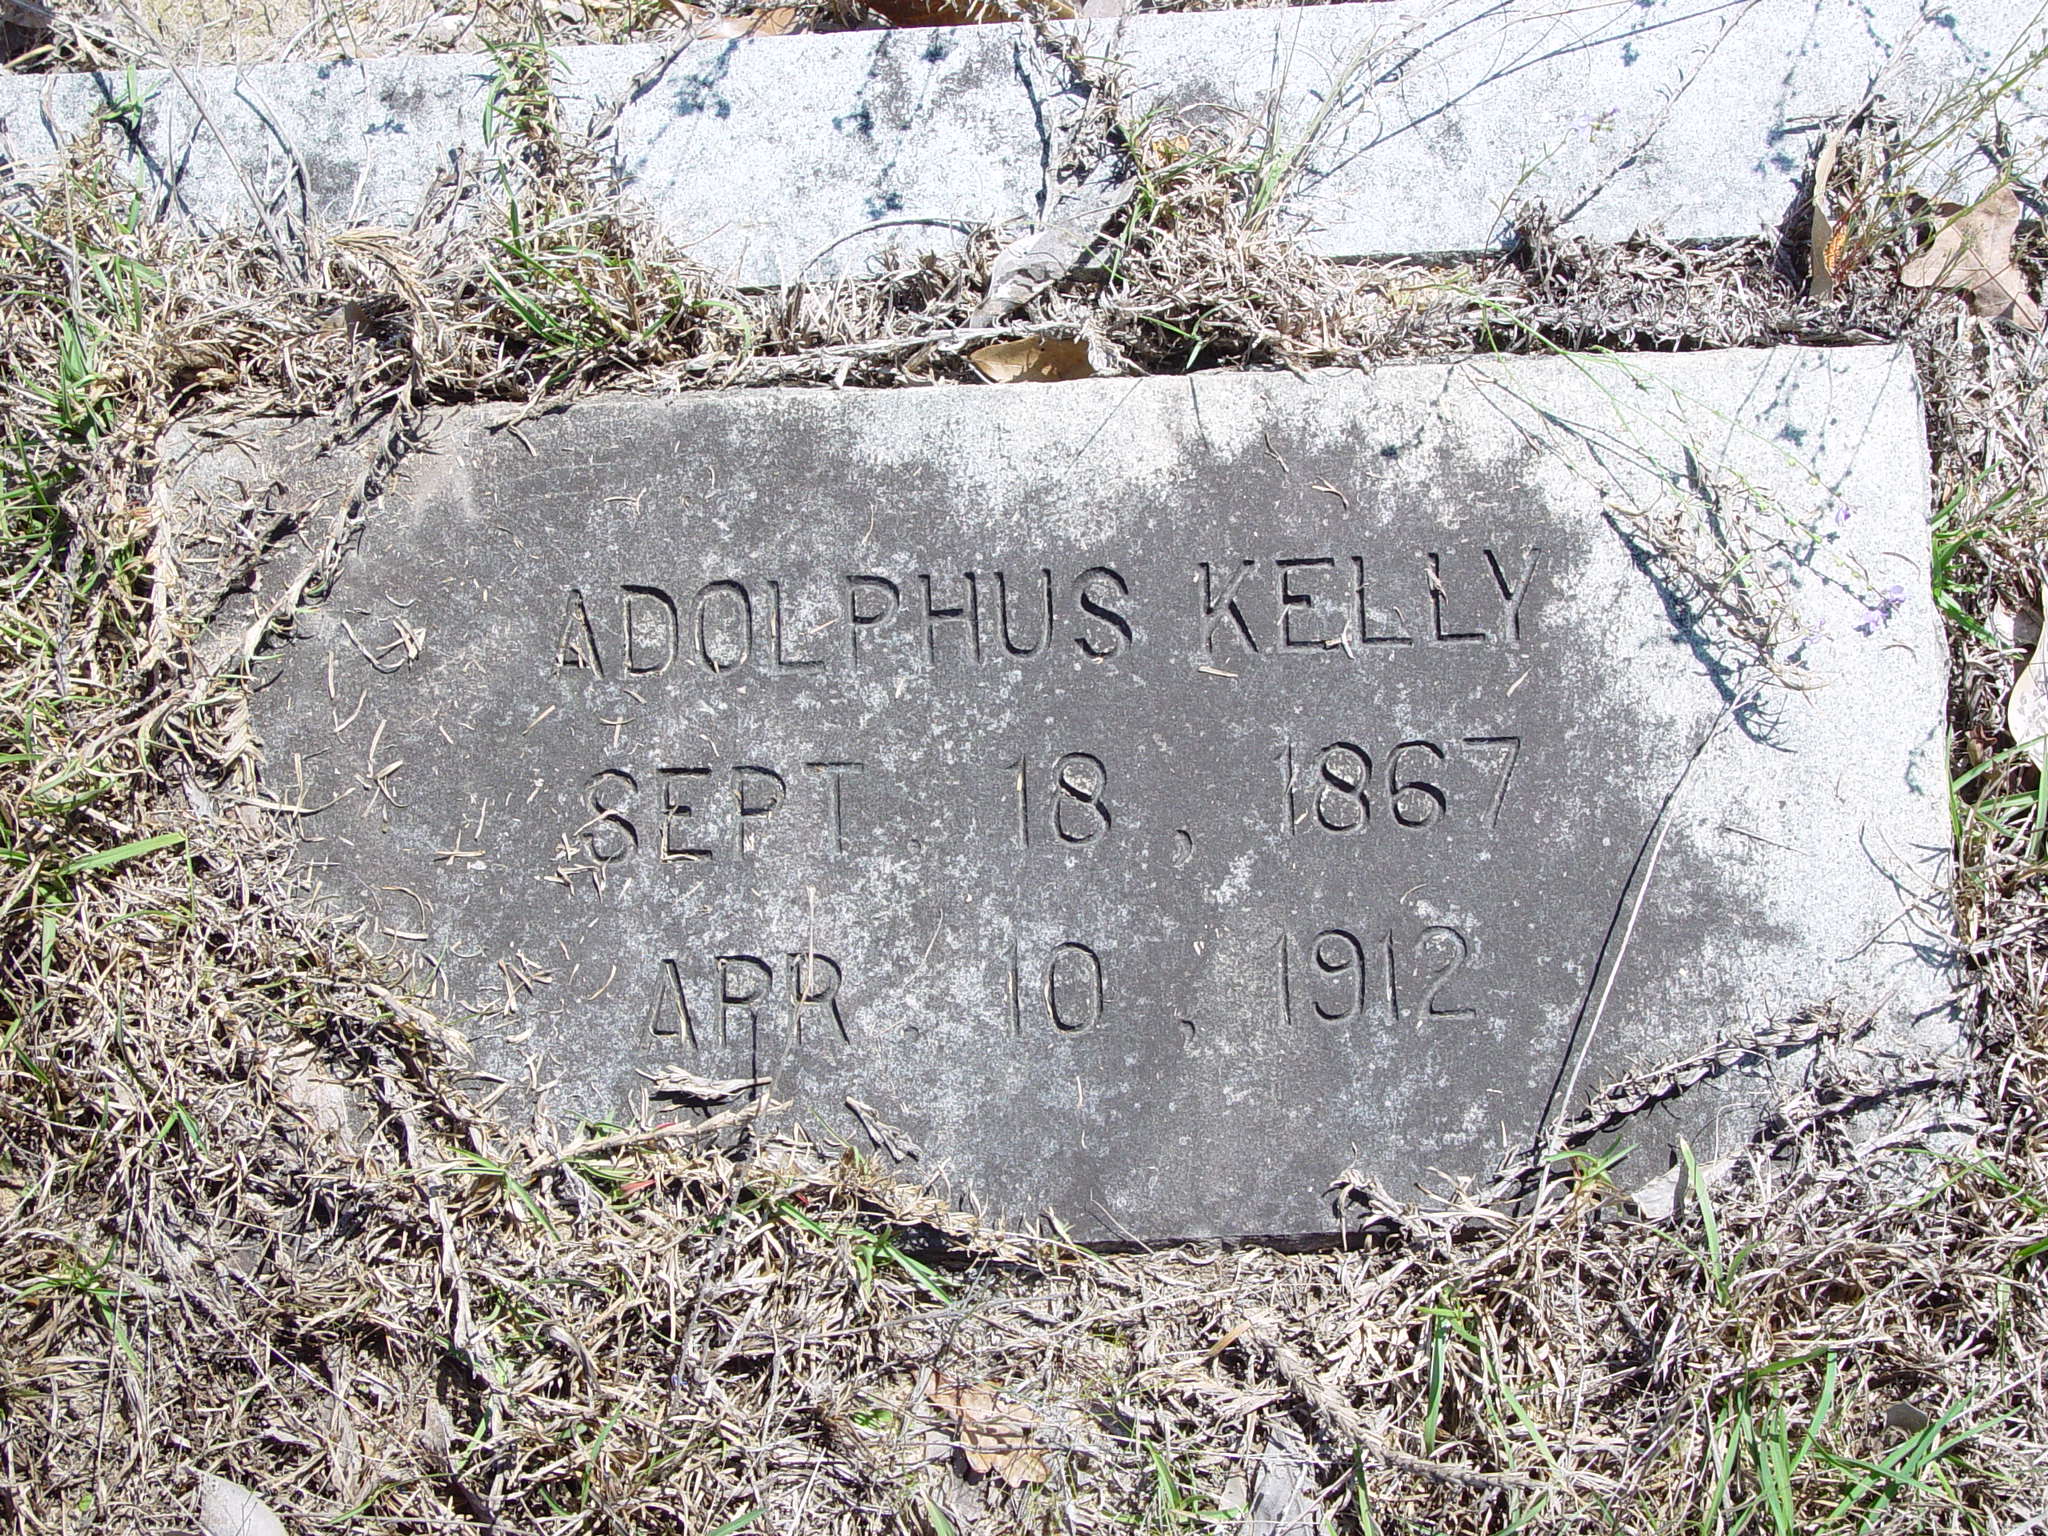 ADOLPHUS KELLY
SEPT. 18, 1867
APR. 10, 1912